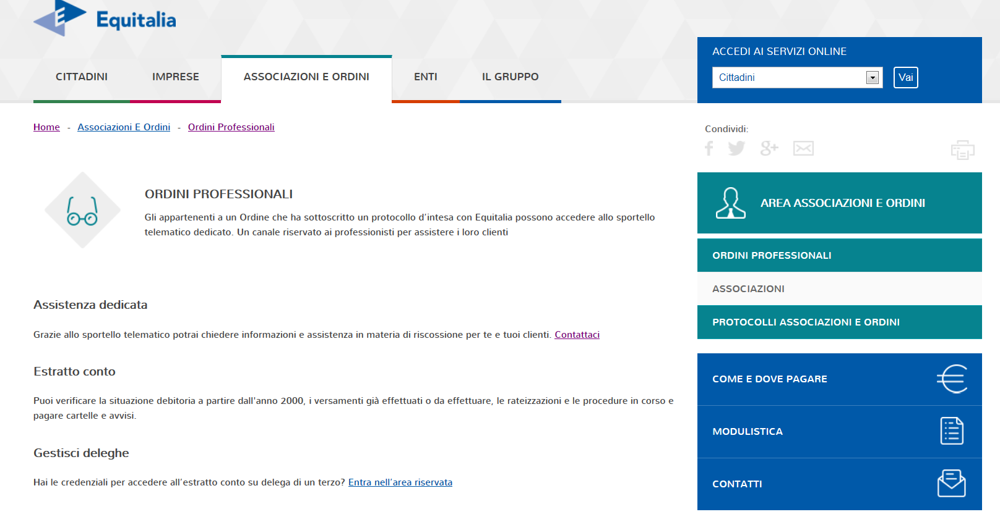 Equitalia
CITTADINI
IMPRESE
ASSOCIAZIONI E ORDINI
ENTI
IL GRUPPO
ACCEDI AI SERVIZI ONLINE
Cittadini
Vai
Home - Associazioni E Ordini - Ordini Professionali
Condividi:
ORDINI PROFESSIONALI
Gli appartenenti a un Ordine che ha sottoscritto un protocollo d’intesa con Equitalia possono accedere allo sportello
telematico dedicato. Un canale riservato ai professionisti per assistere i loro clienti
Assistenza dedicata
Grazie allo sportello telematico potrai chiedere informazioni e assistenza in materia di riscossione per te e tuoi clienti. Contattaci
Estratto conto
Puoi verificare la situazione debitoria a partire dall'anno 2000, i versamenti già effettuati o da effettuare, le rateizzazioni e le procedure in corso e
pagare cartelle e avvisi.
Gestisci deleghe
Hai le credenziali per accedere all’estratto conto su delega di un terzo? Entra nell’area riservata
AREA ASSOCIAZIONI E ORDINI
ORDINI PROFESSIONALI
ASSOCIAZIONI
PROTOCOLLI ASSOCIAZIONI E ORDINI
COME E DOVE PAGARE
MODULISTICA
CONTATTI